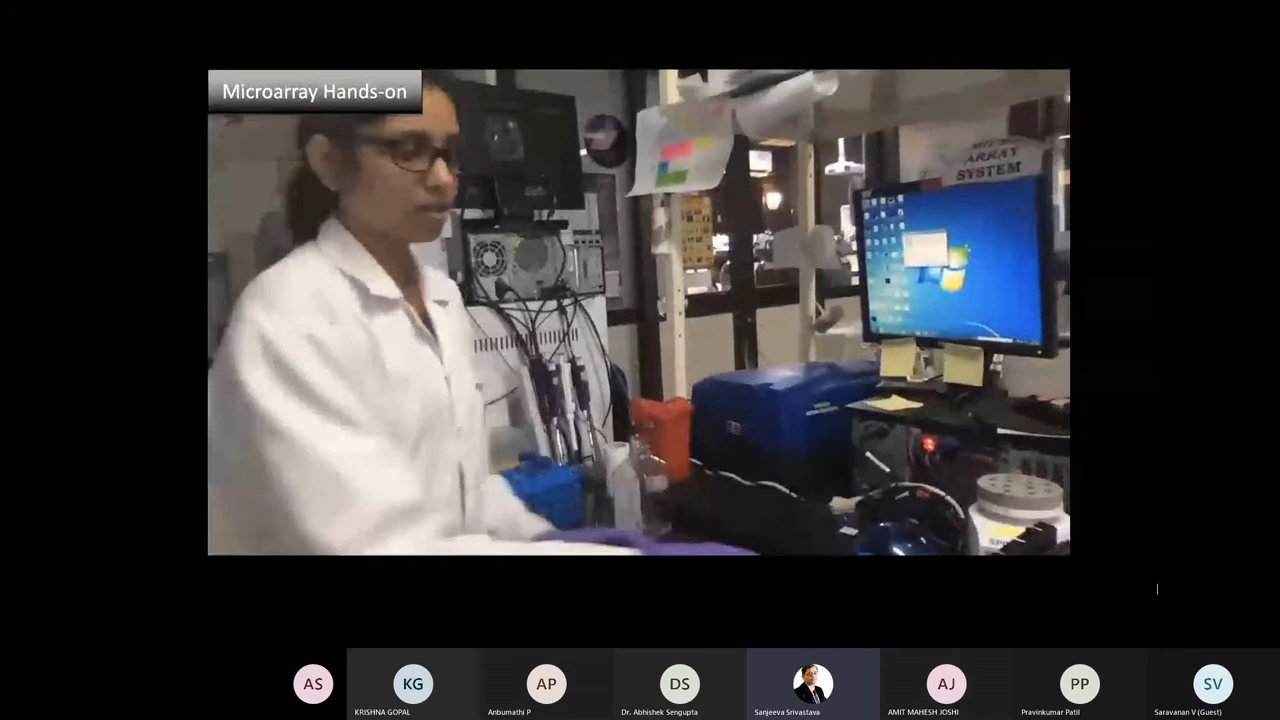 Microarray Hands-on
ARRAY
SYSTEM
AS
KG
AP
DS
AJ
PP
SV
KRISHNA GOPAL
Anbumathi P
Dr. Abhishek Sengupta
Sanjeeva Srivastava
AMIT MAHESH JOSHI
Pravinkumar Patil
Saravanan V (Guest)